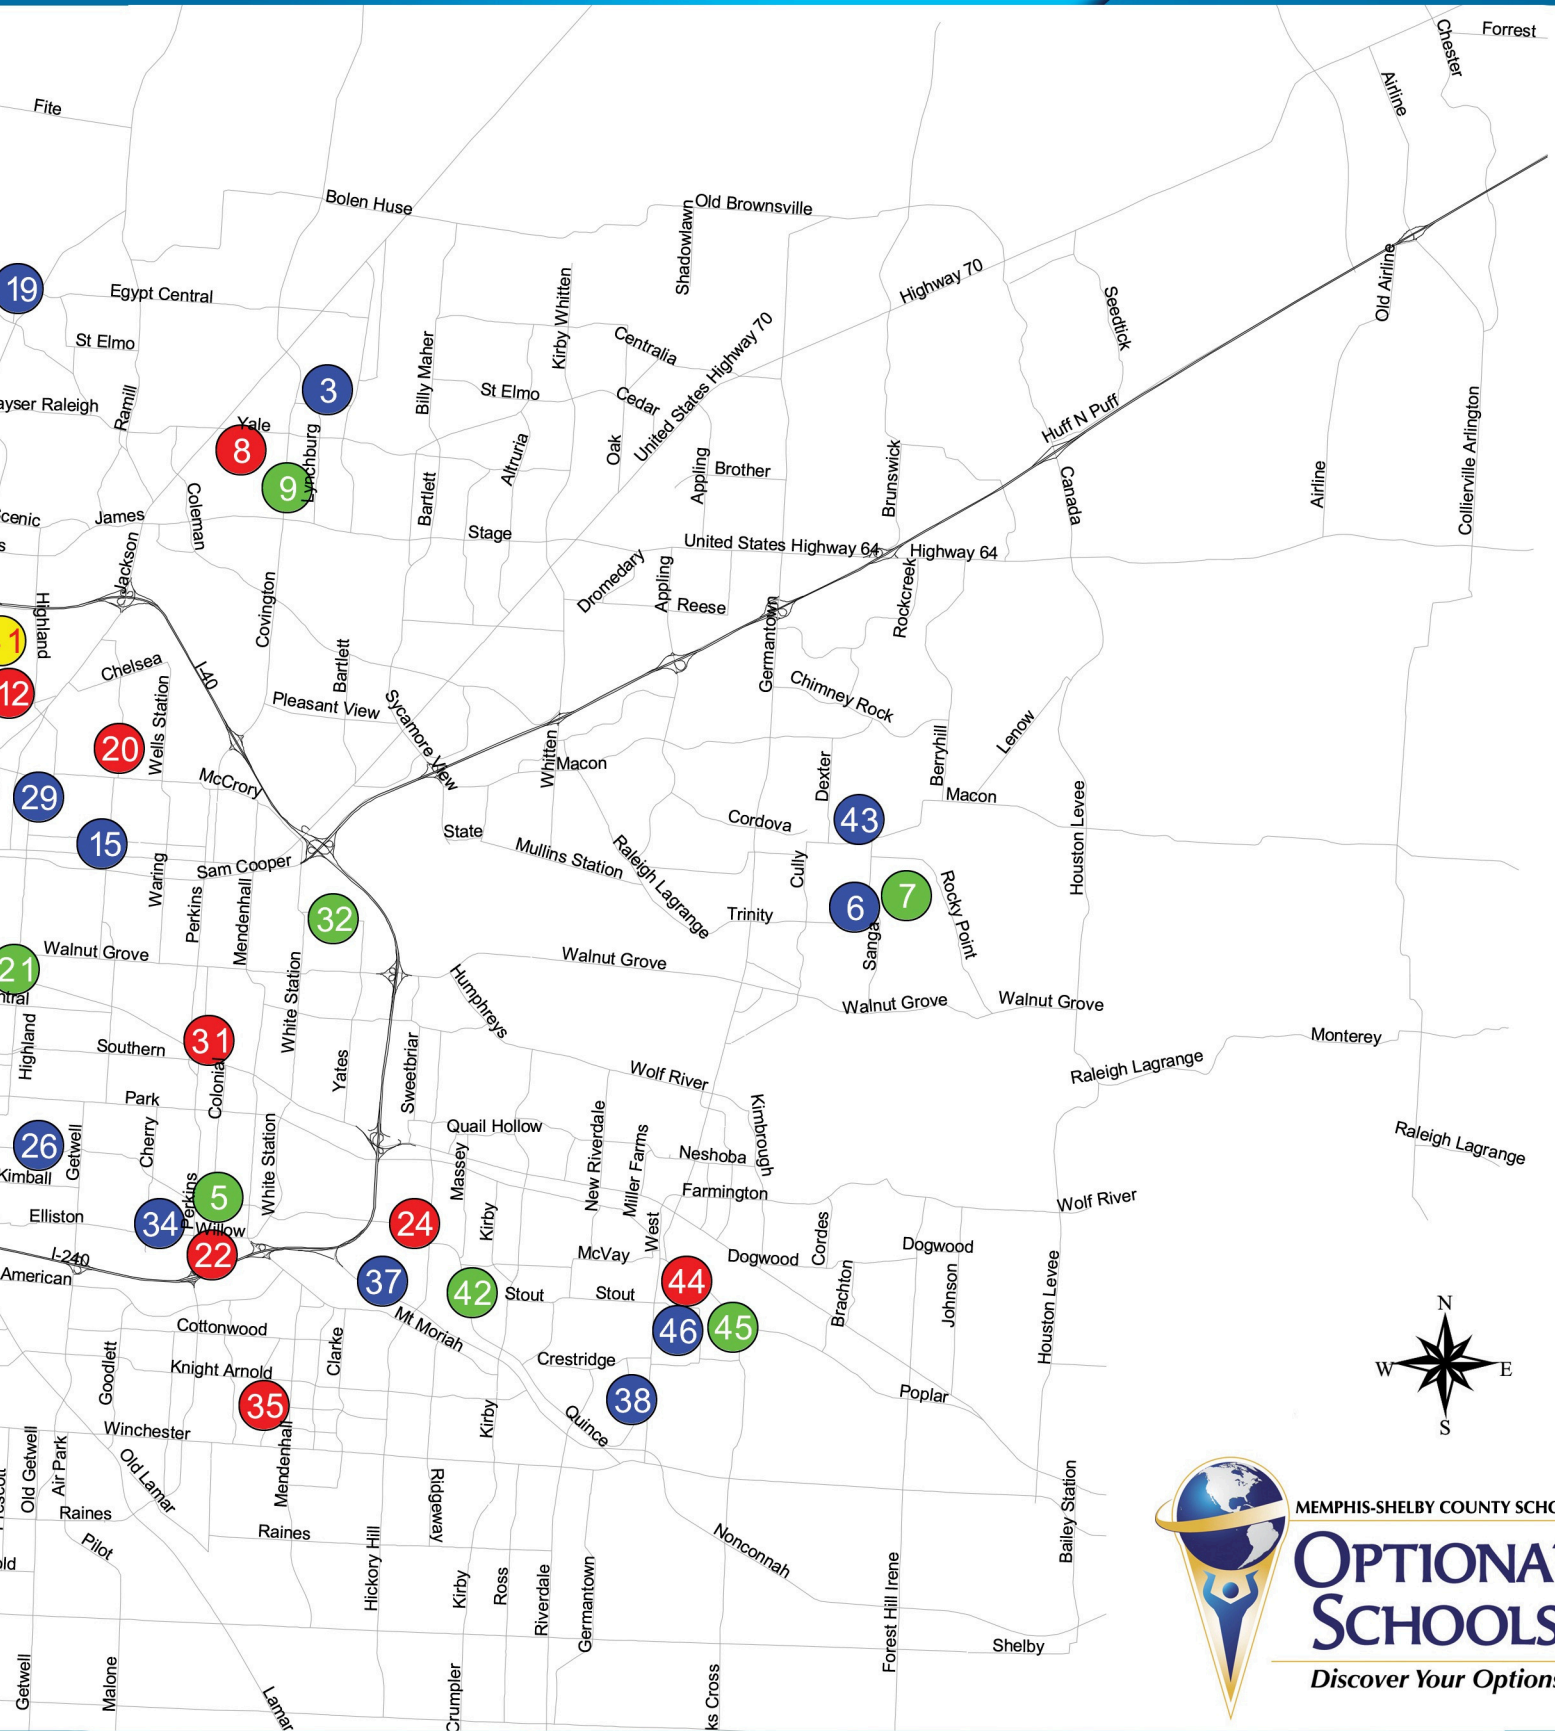 Forrest
Chester
Airline
Fite
Bolen Huse
Old Brownsville
Shadowlawn
Highway 70
Old Airline
19
Egypt Central
Kirby Whitten
Seedtick
St Elmo
Centralia
United States Highway 70
Billy Maher
3
St Elmo
Cedar
ayser Raleigh
Ramill
Yale
Huff N Puff
8
Lynchburg
Altruria
Oak
Appling
Brother
Brunswick
Collierville Arlington
9
Bartlett
Canada
Airline
cenic
James
Coleman
Stage
United States Highway 64
Highway 64
s
Jackson
Dromedary
Appling
Reese
Rockcreek
Highland
Covington
Germantown
1
12
Chelsea
I-40
Bartlett
Pleasant View
Sycamore View
Chimney Rock
20
Wells Station
Whitten
Macon
Dexter
Berryhill
Lenow
29
McCrory
Macon
15
State
Cordova
43
Houston Levee
Sam Cooper
Mullins Station
Raleigh Lagrange
Cully
Waring
Perkins
Mendenhall
32
Trinity
6
7
Rocky Point
Sanga
21
Walnut Grove
White Station
Walnut Grove
Humphreys
Walnut Grove
Walnut Grove
ntral
Highland
Southern
31
Colonial
Yates
Sweetbriar
Monterey
Wolf River
Raleigh Lagrange
Park
Kimbrough
26
Getwell
Cherry
White Station
Quail Hollow
Massey
New Riverdale
Miller Farms
Neshoba
Raleigh Lagrange
Kimball
Farmington
Wolf River
5
Perkins
Elliston
34
Willow
24
Kirby
West
Cordes
22
I-240
McVay
Dogwood
Dogwood
American
37
42
Stout
Stout
44
Brachton
Johnson
Houston Levee
46
45
Mt Moriah
Cottonwood
Clarke
Goodlett
Knight Arnold
Crestridge
38
Poplar
35
Kirby
Quince
Winchester
Old Getwell
Air Park
Old Lamar
Mendenhall
Ridgeway
Bailey Station
Raines
Raines
Pilot
Nonconnah
old
Hickory Hill
Kirby
Ross
Riverdale
Germantown
Forest Hill Irene
Shelby
Getwell
Malone
Lamar
Crumpler
ks Cross
N
W
E
S
MEMPHIS-SHELBY COUNTY SCHO
OPTIONA
SCHOOLS
Discover Your Options